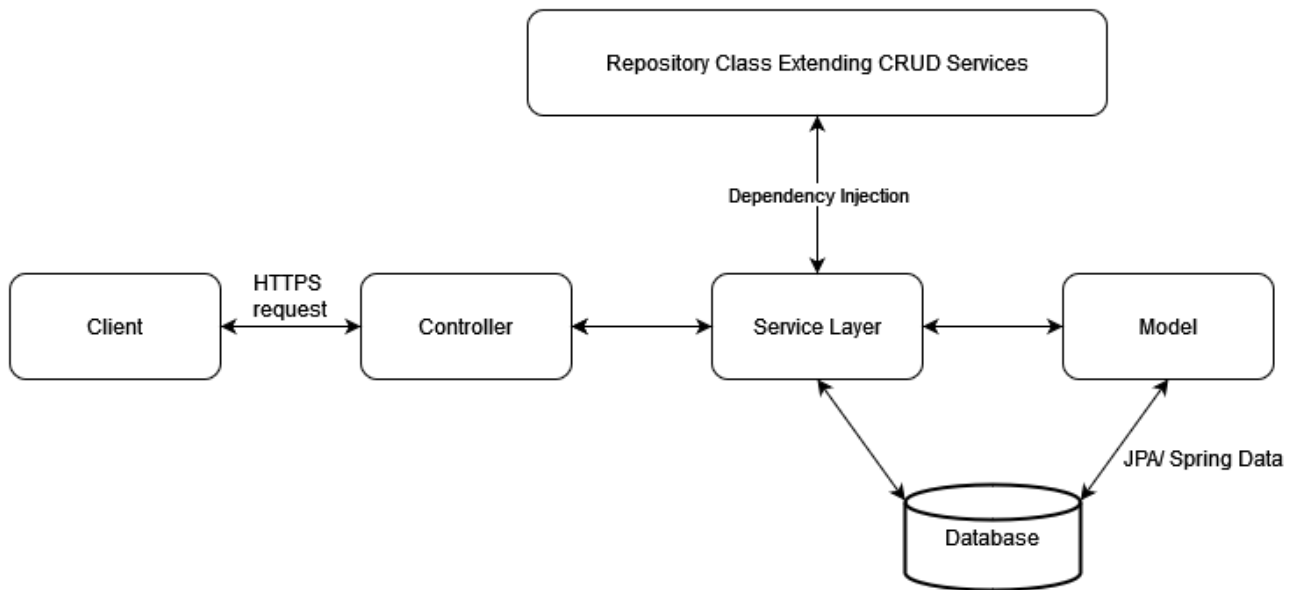 Repository Class Extending CRUD Services
Dependency Injection
HTTPS
request
Client
Controller
Service Layer
Model
JPA/ Spring Data
Database